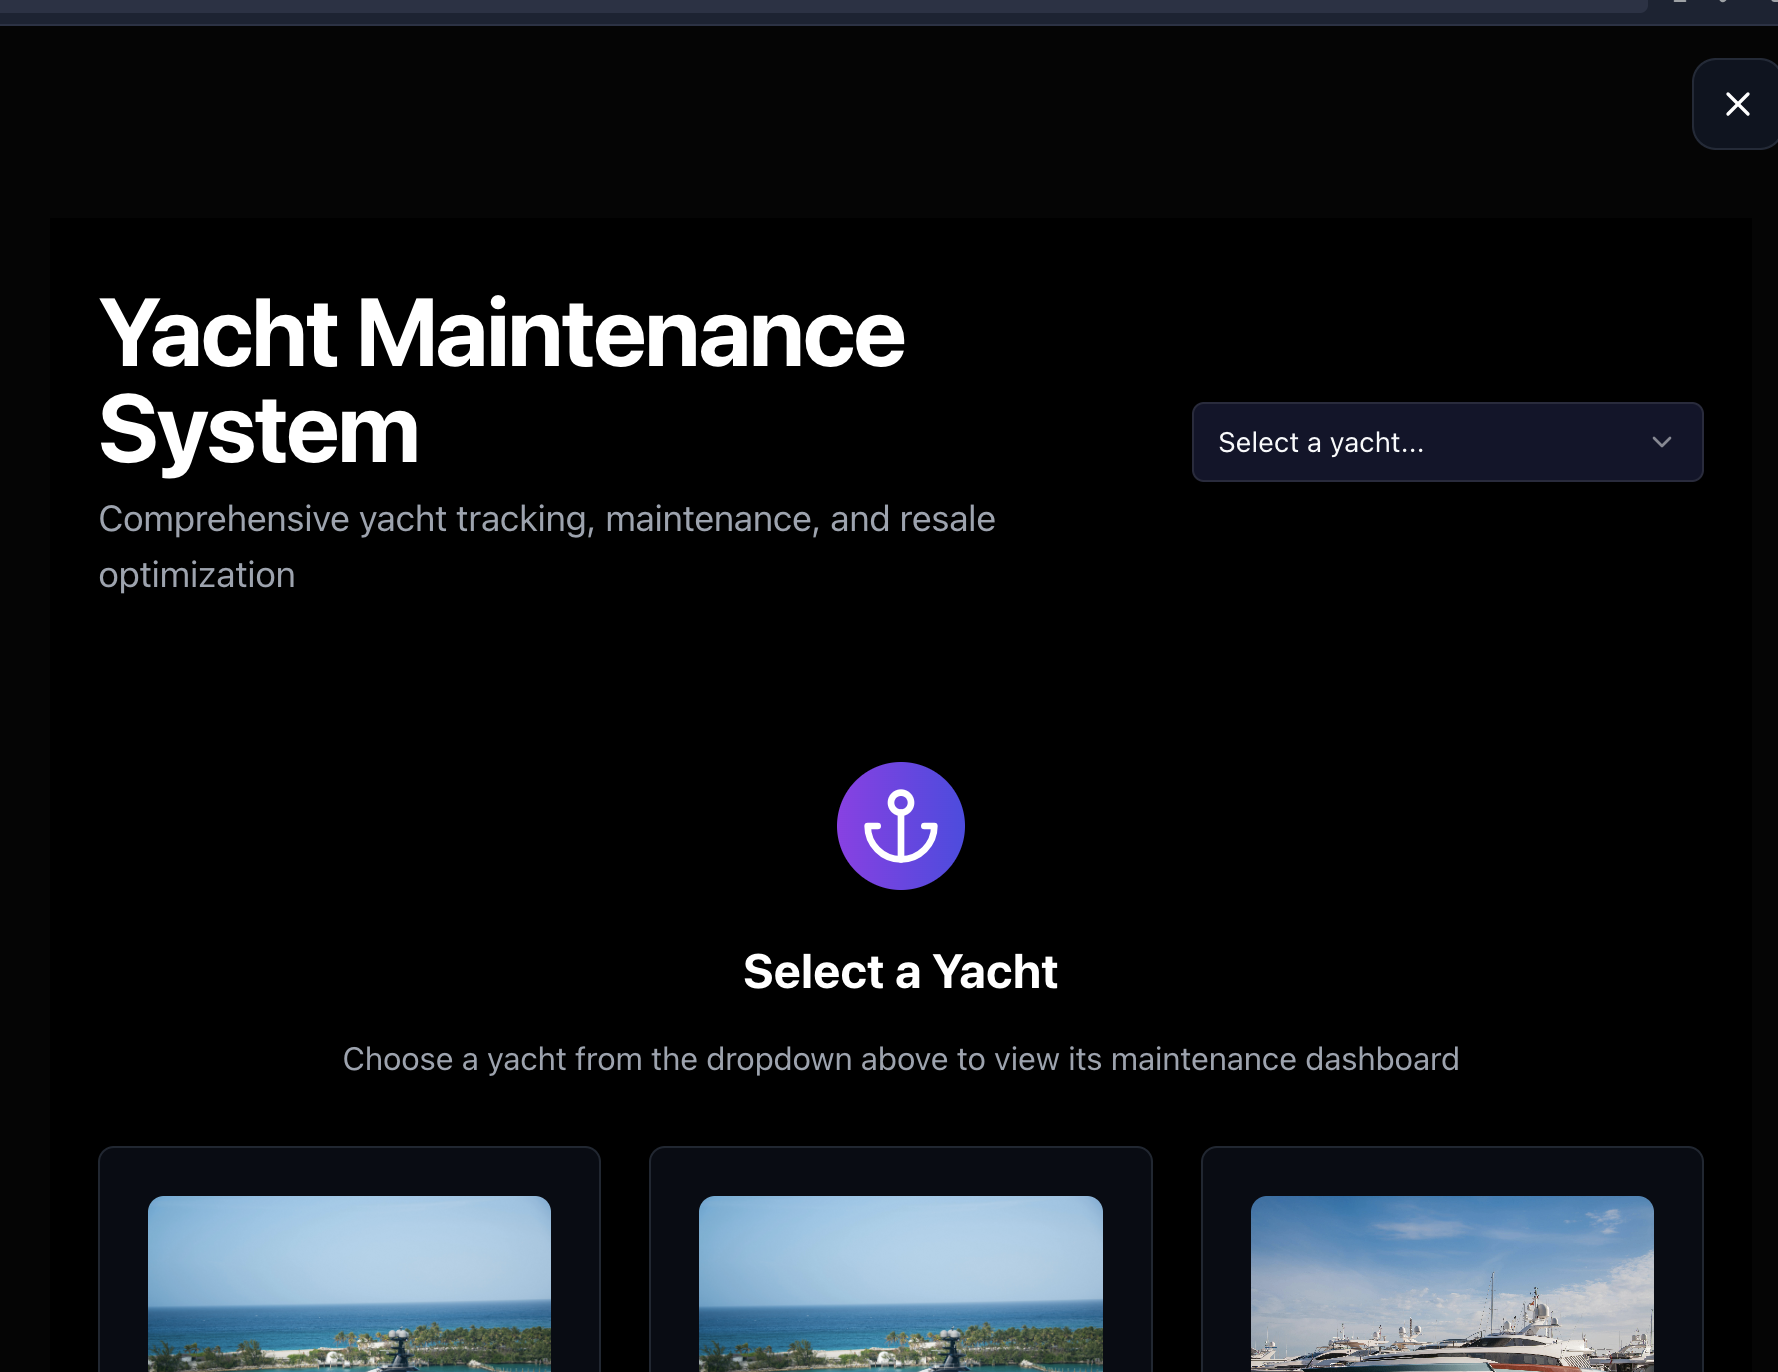 Yacht Maintenance
System
Select a yacht...
Comprehensive yacht tracking, maintenance, and resale
optimization
Select a Yacht
Choose a yacht from the dropdown above to view its maintenance dashboard